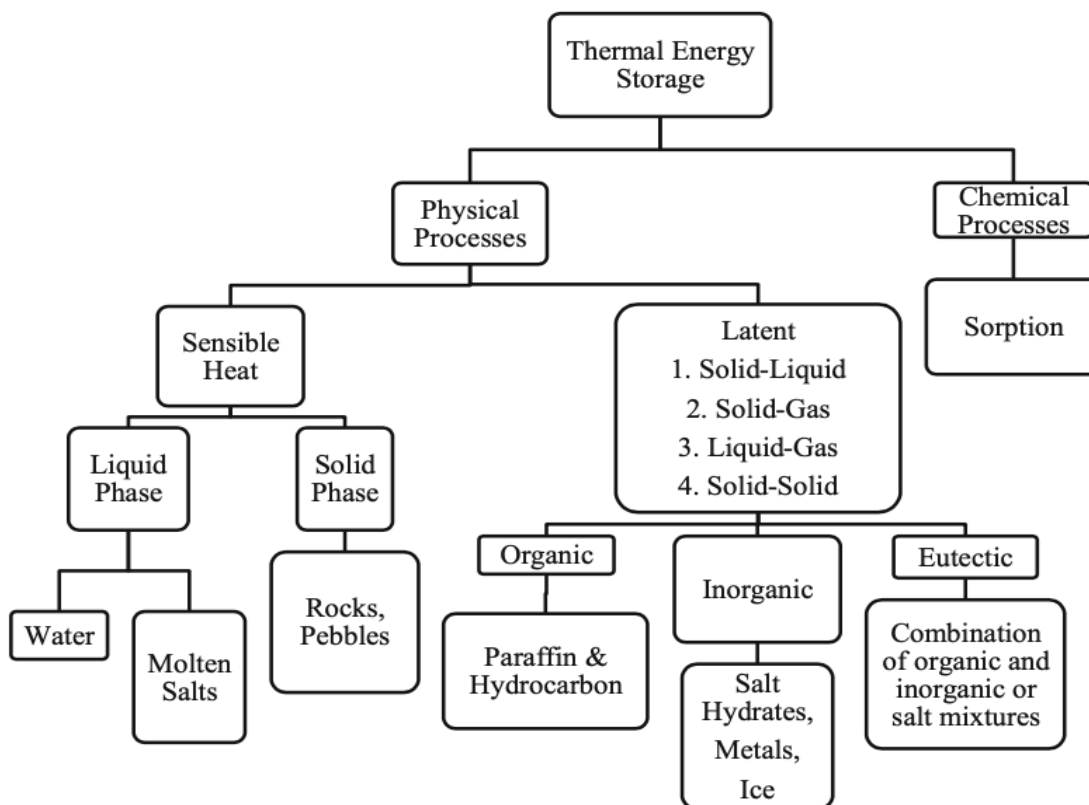 Thermal Energy
Storage
Physical
Processes
Chemical
Processes
Sensible
Heat
Latent
1. Solid-Liquid
2. Solid-Gas
3. Liquid-Gas
4. Solid-Solid
Sorption
Liquid
Phase
Solid
Phase
Organic
Inorganic
Eutectic
Water
Molten
Salts
Rocks,
Pebbles
Paraffin &
Hydrocarbon
Salt
Hydrates,
Metals,
Ice
Combination
of organic and
inorganic or
salt mixtures